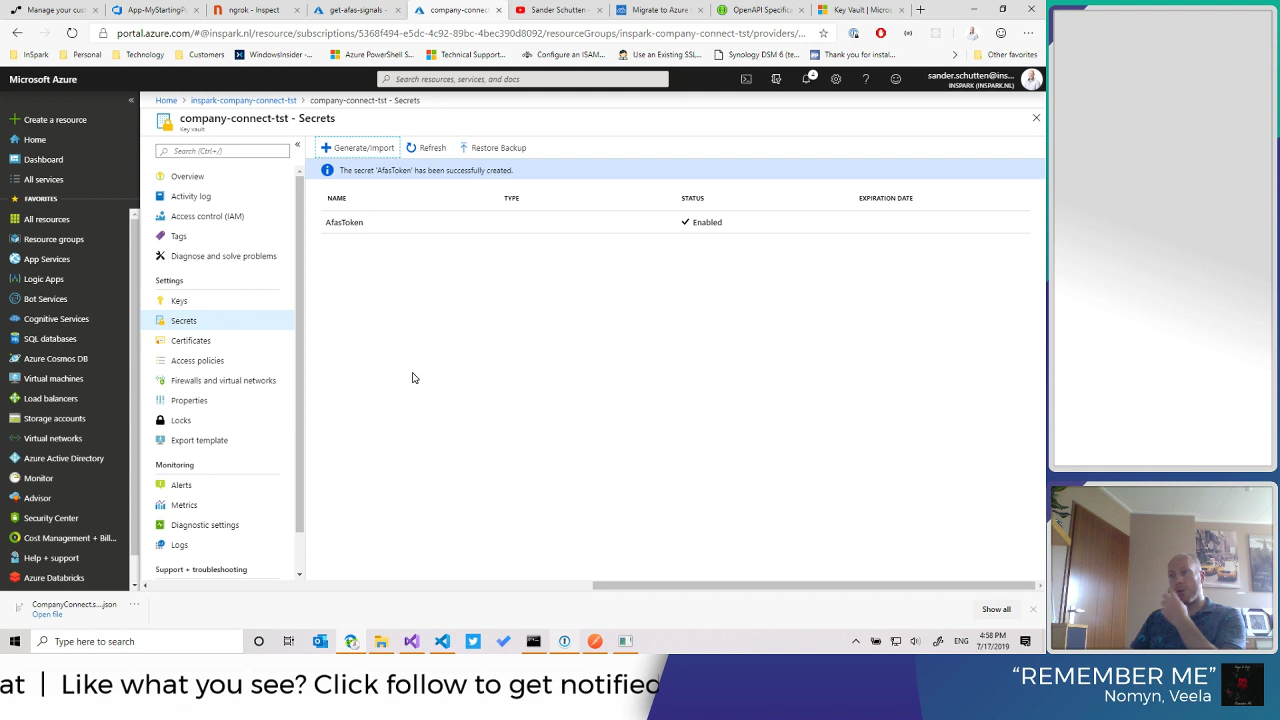 Migrant
App-MyStartingP
ngrok - Inspect
get-afas-signals -
company-connec
Sander Schutten
Migrate to Azure
OpenAPI Specific
Key Vault | Micros
portal.azure.com/#@inspark.nl/resource/subscriptions/5368f494-e5dc-4c92-89bc-4bec390d8092/resourceGroups/inspark-company-connect-tst/providers/...
InSpark
Personal
Technology
Customers
WindowsInsider -...
Azure PowerShell S...
Technical Support...
Configure an ISAM...
Use an Existing SSL...
Synology DSM 6 (te...
Importing and thro...
Other favorites
Microsoft Azure
Search resources, services, and docs
4
sander.schutten@ins...
INSPARK (INSPARK.NL)
Home
inspark-company-connect-tst
company-connect-tst - Secrets
company-connect-tst - Secrets
Key vault
Create a resource
Home
Dashboard
All services
FAVORITES
All resources
Resource groups
App Services
Logic Apps
Bot Services
Cognitive Services
SQL databases
Azure Cosmos DB
Virtual machines
Load balancers
Storage accounts
Virtual networks
Azure Active Directory
Monitor
Advisor
Security Center
Cost Management + Bill...
Help + support
Azure Databricks
Search (Ctrl+/)
Overview
Activity log
Access control (IAM)
Tags
Diagnose and solve problems
Settings
Keys
Secrets
Certificates
Access policies
Firewalls and virtual networks
Properties
Locks
Export template
Monitoring
Alerts
Metrics
Diagnostic settings
Logs
Support + troubleshooting
Generate/Import
Refresh
Restore Backup
The secret 'AfasToken' has been successfully created.
NAME TYPE STATUS EXPIRATION DATE
AfasToken Enabled
CompanyConnect.s....json
Open file
Show all
Type here to search
ENG
4:58 PM
7/17/2019
at | Like what you see? Click follow to get notified
“REMEMBER ME”
Nomyn, Veela